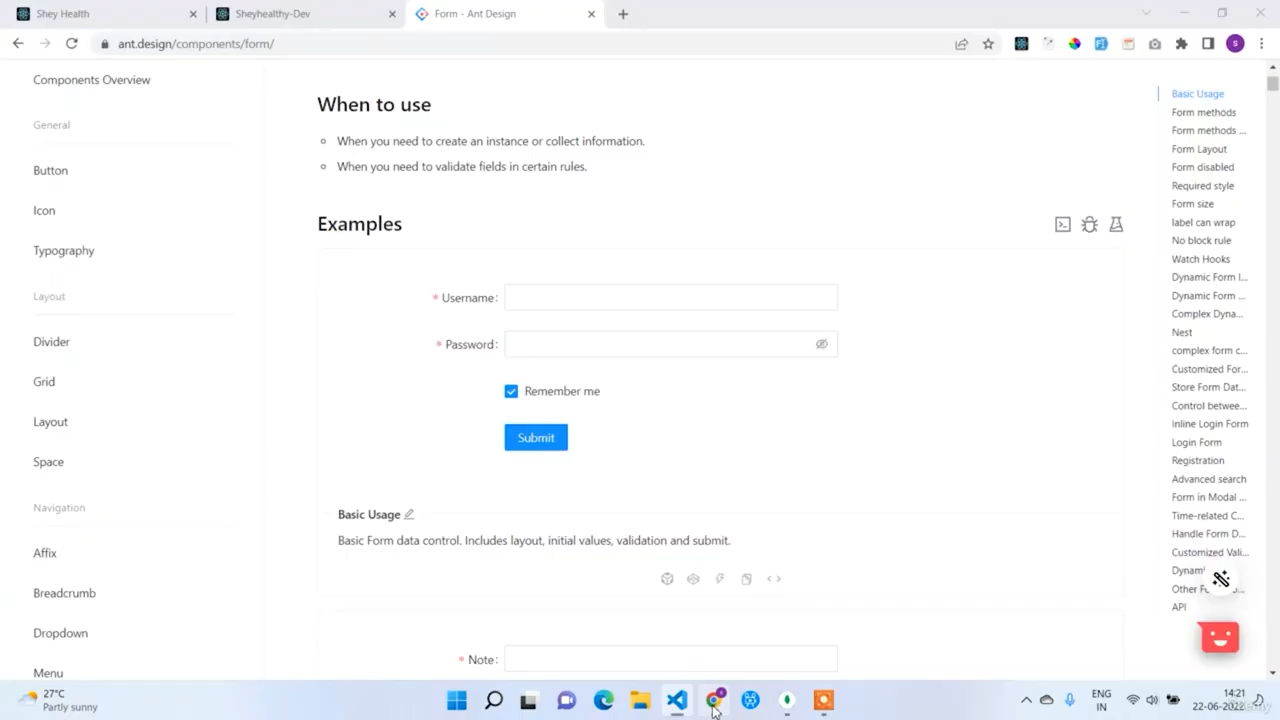 Shey Health
Sheyhealthy-Dev
Form - Ant Design
ant.design/components/form/
S
Components Overview
General
Button
Icon
Typography
Layout
Divider
Grid
Layout
Space
Navigation
Affix
Breadcrumb
Dropdown
Menu
When to use
When you need to create an instance or collect information.
When you need to validate fields in certain rules.
Examples
* Username:
* Password:
Remember me
Submit
Basic Usage
Basic Form data control. Includes layout, initial values, validation and submit.
* Note:
Basic Usage
Form methods
Form methods ...
Form Layout
Form disabled
Required style
Form size
label can wrap
No block rule
Watch Hooks
Dynamic Form I...
Dynamic Form ...
Complex Dyna...
Nest
complex form c...
Customized For...
Store Form Dat...
Control betwee...
Inline Login Form
Login Form
Registration
Advanced search
Form in Modal ...
Time-related C...
Handle Form D...
Customized Vali...
API
27°C
Partly sunny
ENG
IN
14:21
22-06-2022